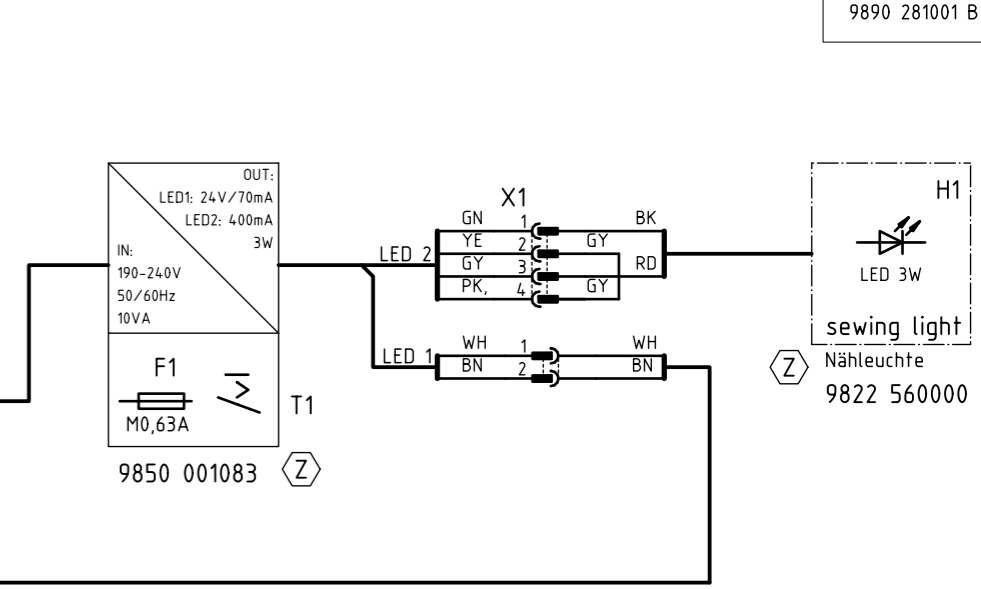 9890 281001 B
OUT:
LED1: 24V/70mA
LED2: 400mA
3W
IN:
190-240V
50/60Hz
10VA
F1
M0,63A
T1
9850 001083
Z
X1
LED 2
GN 1 BK
YE 2 GY
GY 3 RD
PK, 4 GY
LED 1
WH 1 WH
BN 2 BN
H1
LED 3W
sewing light
Z
Nähleuchte
9822 560000